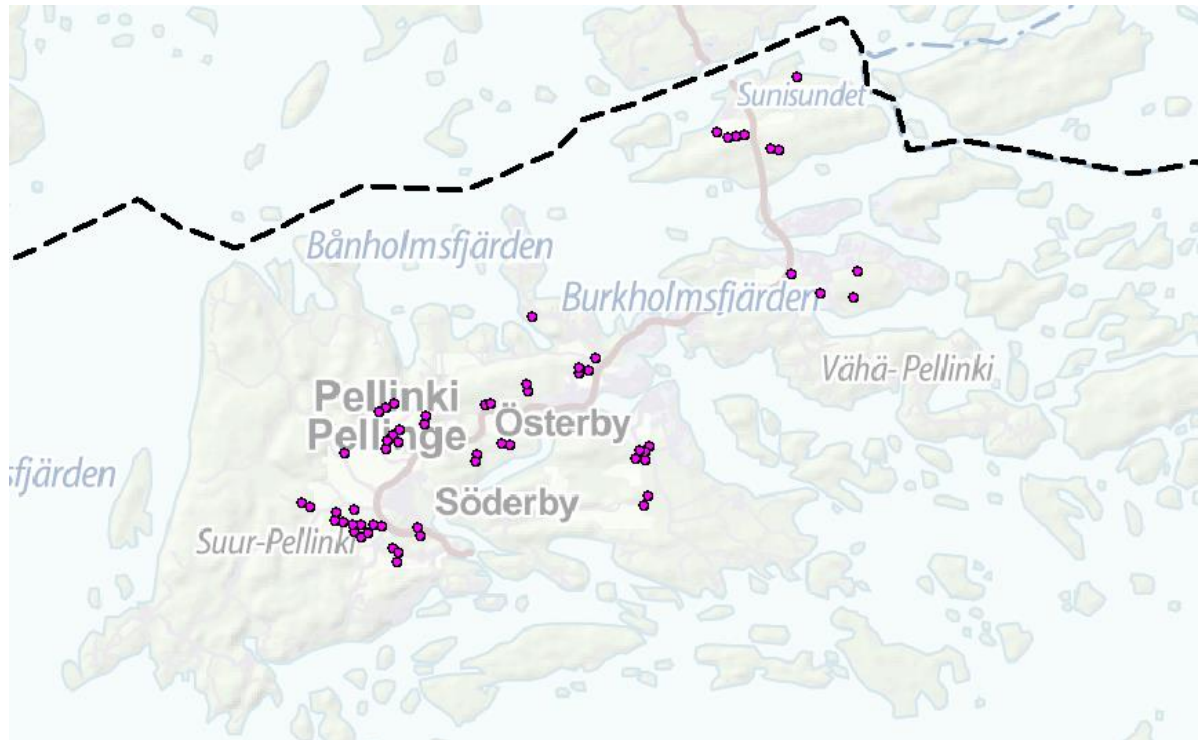 Sunisundet
Bånholmsfjärden
Burkholmsfjärden
Vähä-Pellinki
Pellinki
Pellinge
Österby
sfjärden
Söderby
Suur-Pellinki